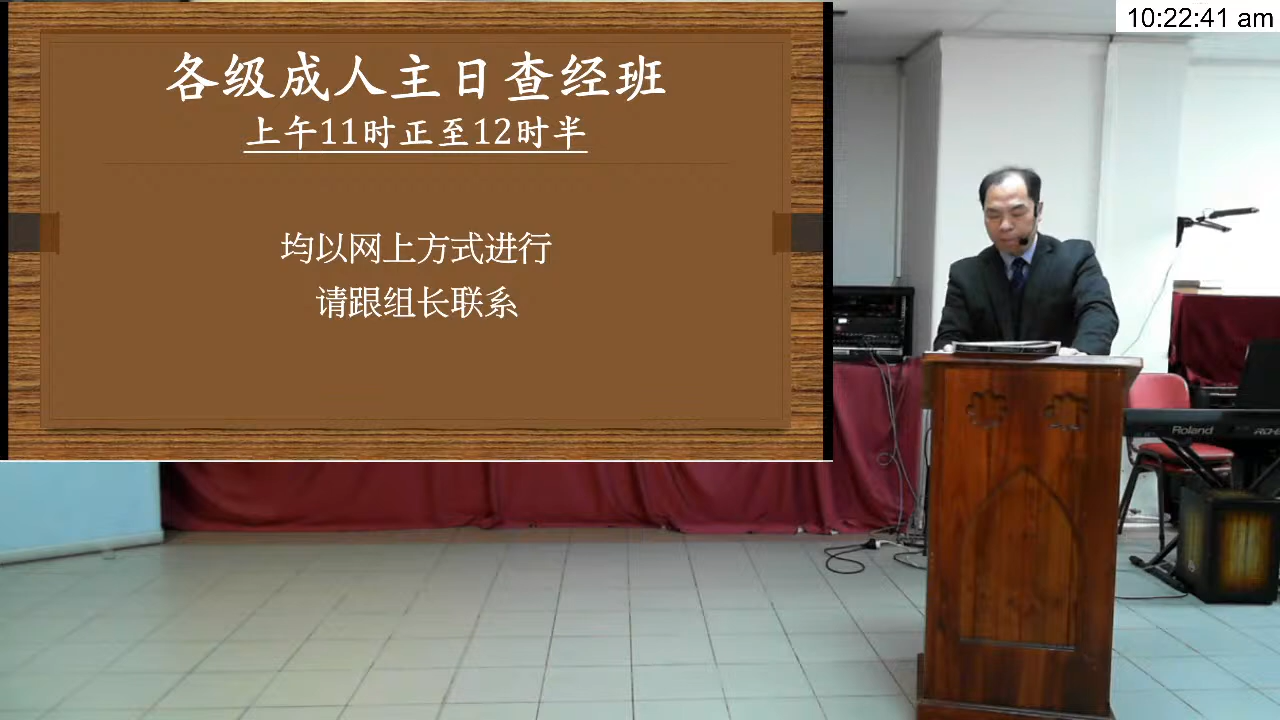 10:22:41 am
各级成人主日查经班
上午11时正至12时半
均以网上方式进行
请跟组长联系
Roland